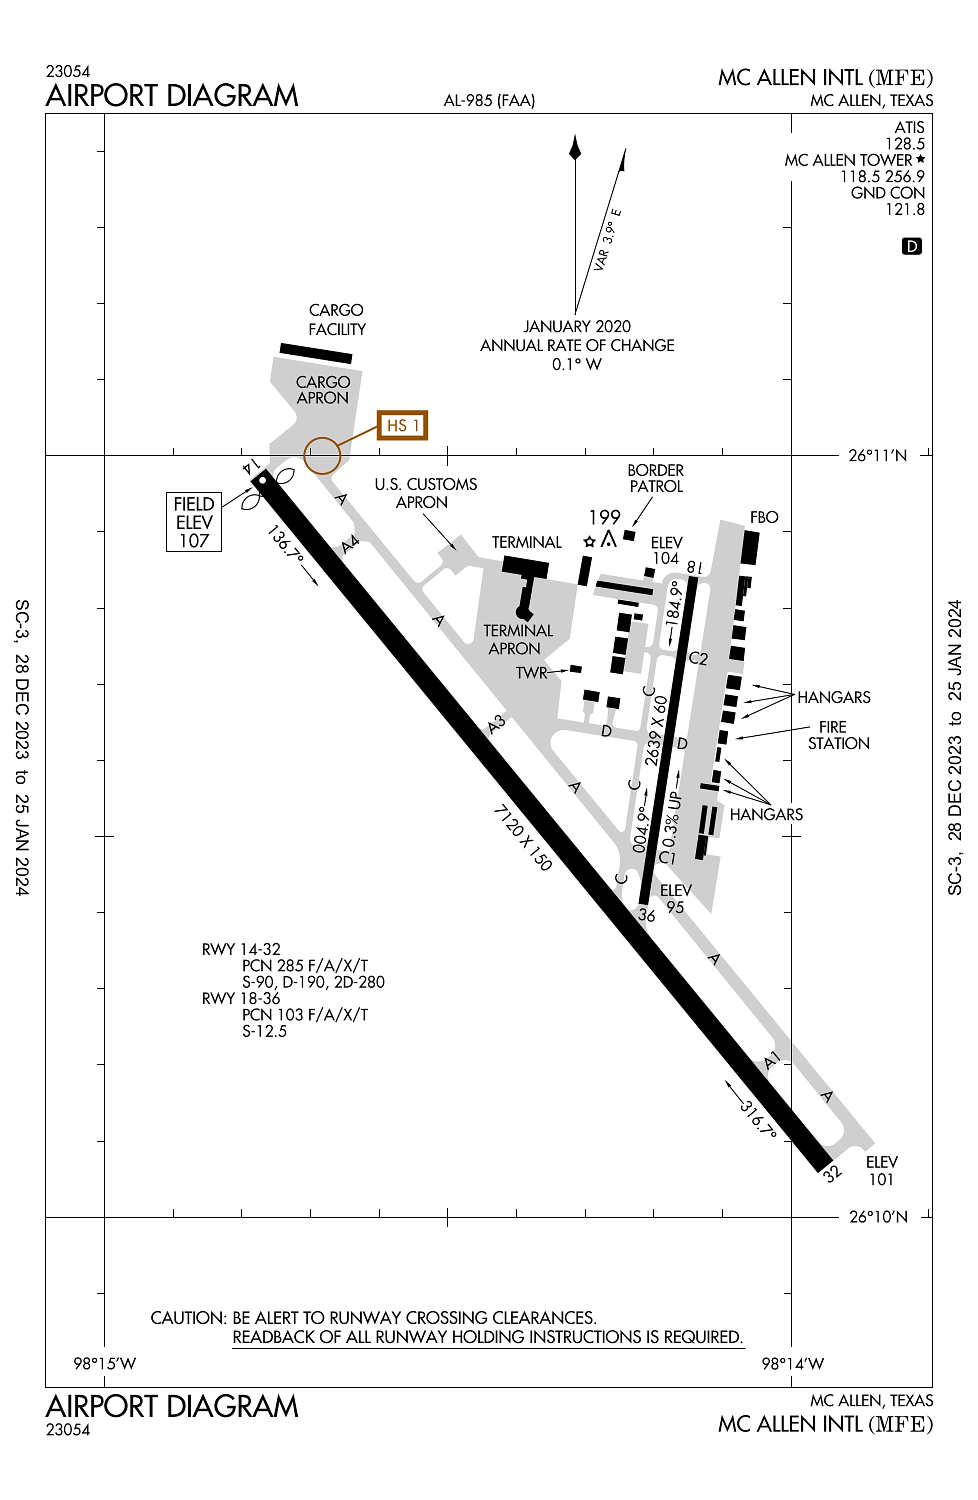 23054
AIRPORT DIAGRAM
AL-985 (FAA)
MC ALLEN INTL (MFE)
MC ALLEN, TEXAS
ATIS
128.5
MC ALLEN TOWER ★
118.5 256.9
GND CON
121.8
D
VAR 3.9° E
JANUARY 2020
ANNUAL RATE OF CHANGE
0.1° W
CARGO
FACILITY
CARGO
APRON
HS 1
26°11'N
14
FIELD
ELEV
107
136.7°
A
A4
U.S. CUSTOMS
APRON
BORDER
PATROL
199
TERMINAL
ELEV
104
18
FBO
184.9°
A
TERMINAL
APRON
TWR
C2
C
HANGARS
A3
D
2639 X 60
D
FIRE
STATION
A
C
004.9°
0.3% UP
HANGARS
7120 X 150
C1
C
ELEV
95
36
RWY 14-32
PCN 285 F/A/X/T
S-90, D-190, 2D-280
RWY 18-36
PCN 103 F/A/X/T
S-12.5
A
A1
A
316.7°
32
ELEV
101
26°10'N
CAUTION: BE ALERT TO RUNWAY CROSSING CLEARANCES.
READBACK OF ALL RUNWAY HOLDING INSTRUCTIONS IS REQUIRED.
98°15'W
98°14'W
AIRPORT DIAGRAM
23054
MC ALLEN, TEXAS
MC ALLEN INTL (MFE)
SC-3, 28 DEC 2023 to 25 JAN 2024
SC-3, 28 DEC 2023 to 25 JAN 2024